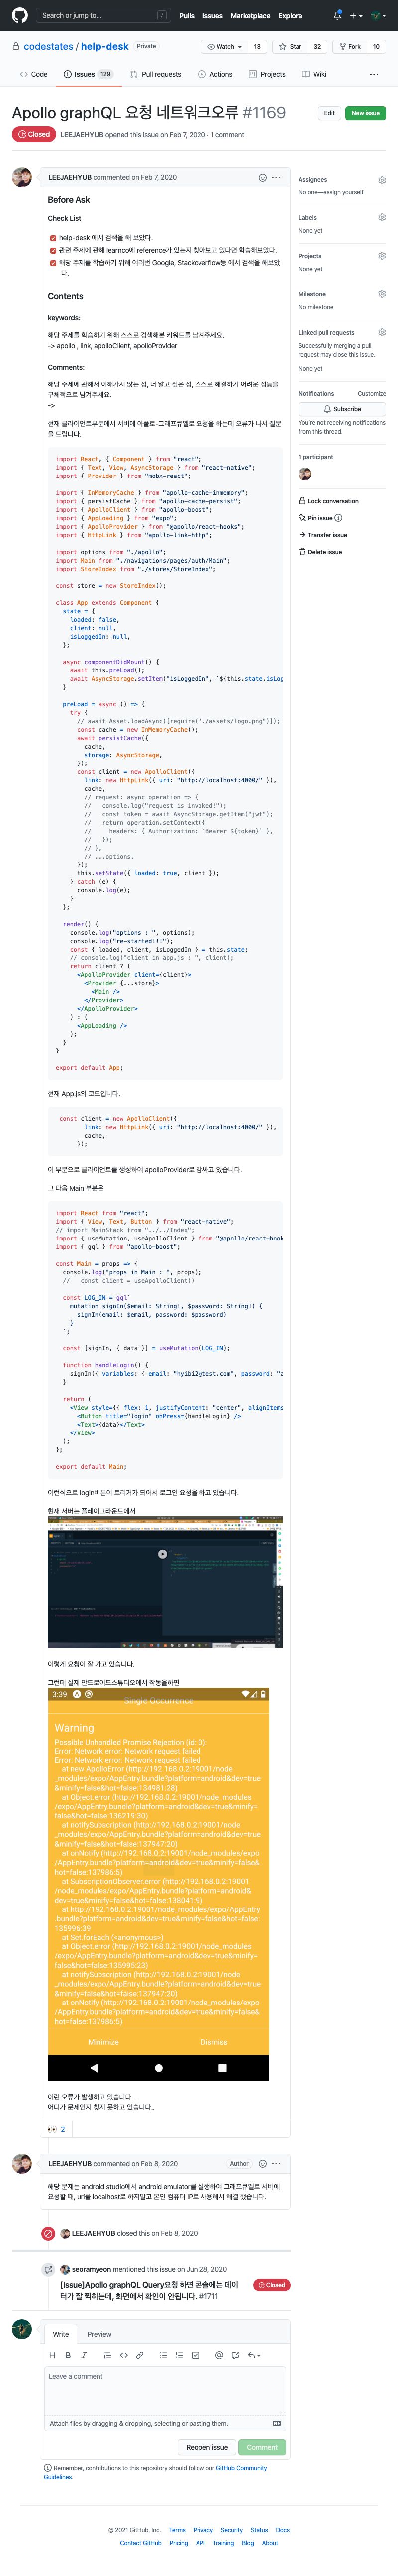 Search or jump to... /
Pulls Issues Marketplace Explore
codestates / help-desk Private
Watch 13 Star 32 Fork 10
Code Issues 129 Pull requests Actions Projects Wiki ...
Apollo graphQL 요청 네트워크오류 #1169
Edit New issue
Closed LEEJAEHYUB opened this issue on Feb 7, 2020 · 1 comment
LEEJAEHYUB commented on Feb 7, 2020
Before Ask
Check List
help-desk 에서 검색을 해 보았다.
관련 주제에 관해 learnco에 reference가 있는지 찾아보고 있다면 학습해보았다.
해당 주제를 학습하기 위해 여러번 Google, Stackoverflow등 에서 검색을 해보았
다.
Contents
keywords:
해당 주제를 학습하기 위해 스스로 검색해본 키워드를 남겨주세요.
-> apollo , link, apolloClient, apolloProvider
Comments:
해당 주제에 관해서 이해가지 않는 점, 더 알고 싶은 점, 스스로 해결하기 어려운 점등을
구체적으로 남겨주세요.
->
현재 클라이언트부분에서 서버에 아폴로-그래프큐엘로 요청을 하는데 오류가 나서 질문
을 드립니다.
import React, { Component } from "react";
import { Text, View, AsyncStorage } from "react-native";
import { Provider } from "mobx-react";
import { InMemoryCache } from "apollo-cache-inmemory";
import { persistCache } from "apollo-cache-persist";
import { ApolloClient } from "apollo-boost";
import { AppLoading } from "expo";
import { ApolloProvider } from "@apollo/react-hooks";
import { HttpLink } from "apollo-link-http";
import options from "./apollo";
import Main from "./navigations/pages/auth/Main";
import StoreIndex from "./stores/StoreIndex";
const store = new StoreIndex();
class App extends Component {
state = {
loaded: false,
client: null,
isLoggedIn: null,
};
async componentDidMount() {
await this.preLoad();
await AsyncStorage.setItem("isLoggedIn", `${this.state.isLog
}
preLoad = async () => {
try {
// await Asset.loadAsync([require("./assets/logo.png")]);
const cache = new InMemoryCache();
await persistCache({
cache,
storage: AsyncStorage,
});
const client = new ApolloClient({
link: new HttpLink({ uri: "http://localhost:4000/" }),
cache,
// request: async operation => {
//   console.log("request is invoked!");
//   const token = await AsyncStorage.getItem("jwt");
//   return operation.setContext({
//     headers: { Authorization: `Bearer ${token}` },
//   });
// },
// ...options,
});
this.setState({ loaded: true, client });
} catch (e) {
console.log(e);
}
};
render() {
console.log("options : ", options);
console.log("re-started!!!");
const { loaded, client, isLoggedIn } = this.state;
// console.log("client in app.js : ", client);
return client ? (
<ApolloProvider client={client}>
<Provider {...store}>
<Main />
</Provider>
</ApolloProvider>
) : (
<AppLoading />
);
}
}
export default App;
현재 App.js의 코드입니다.
const client = new ApolloClient({
link: new HttpLink({ uri: "http://localhost:4000/" }),
cache,
});
이 부분으로 클라이언트를 생성하여 apolloProvider로 감싸고 있습니다.
그 다음 Main 부분은
import React from "react";
import { View, Text, Button } from "react-native";
// import MainStack from "../../Index";
import { useMutation, useApolloClient } from "@apollo/react-hook
import { gql } from "apollo-boost";
const Main = props => {
console.log("props in Main : ", props);
//   const client = useApolloClient()
const LOG_IN = gql`
mutation signIn($email: String!, $password: String!) {
signIn(email: $email, password: $password)
}
`;
const [signIn, { data }] = useMutation(LOG_IN);
function handleLogin() {
signIn({ variables: { email: "hyibi2@test.com", password: "a
}
return (
<View style={{ flex: 1, justifyContent: "center", alignItems
<Button title="login" onPress={handleLogin} />
<Text>{data}</Text>
</View>
);
};
export default Main;
이런식으로 login버튼이 트리거가 되어서 로그인 요청을 하고 있습니다.
현재 서버는 플레이그라운드에서
이렇게 요청이 잘 가고 있습니다.
그런데 실제 안드로이드스튜디오에서 작동을하면
3:39
Single Occurrence
Warning
Possible Unhandled Promise Rejection (id: 0):
Error: Network error: Network request failed
Error: Network error: Network request failed
at new ApolloError (http://192.168.0.2:19001/node
_modules/expo/AppEntry.bundle?platform=android&dev=true
&minify=false&hot=false:134981:28)
at Object.error (http://192.168.0.2:19001/node_modules
/expo/AppEntry.bundle?platform=android&dev=true&minify=
false&hot=false:136219:30)
at notifySubscription (http://192.168.0.2:19001/node
_modules/expo/AppEntry.bundle?platform=android&dev=true
&minify=false&hot=false:137947:20)
at onNotify (http://192.168.0.2:19001/node_modules/expo
/AppEntry.bundle?platform=android&dev=true&minify=false&
hot=false:137986:5)
at SubscriptionObserver.error (http://192.168.0.2:19001
/node_modules/expo/AppEntry.bundle?platform=android&
dev=true&minify=false&hot=false:138041:9)
at http://192.168.0.2:19001/node_modules/expo/AppEntry
.bundle?platform=android&dev=true&minify=false&hot=false:
135996:39
at Set.forEach (<anonymous>)
at Object.error (http://192.168.0.2:19001/node_modules
/expo/AppEntry.bundle?platform=android&dev=true&minify=
false&hot=false:135995:23)
at notifySubscription (http://192.168.0.2:19001/node
_modules/expo/AppEntry.bundle?platform=android&dev=true
&minify=false&hot=false:137947:20)
at onNotify (http://192.168.0.2:19001/node_modules/expo
/AppEntry.bundle?platform=android&dev=true&minify=false&
hot=false:137986:5)
Minimize Dismiss
이런 오류가 발생하고 있습니다...
어디가 문제인지 찾지 못하고 있습니다..
👀 2
LEEJAEHYUB commented on Feb 8, 2020 Author
해당 문제는 android studio에서 android emulator를 실행하여 그래프큐엘로 서버에
요청할 때, url를 localhost로 하지말고 본인 컴퓨터 IP로 사용해서 해결 했습니다.
LEEJAEHYUB closed this on Feb 8, 2020
seoramyeon mentioned this issue on Jun 28, 2020
[Issue]Apollo graphQL Query요청 하면 콘솔에는 데이
터가 잘 찍히는데, 화면에서 확인이 안됩니다. #1711
Closed
Write Preview
Leave a comment
Attach files by dragging & dropping, selecting or pasting them.
Reopen issue Comment
Remember, contributions to this repository should follow our GitHub Community
Guidelines.
Assignees
No one—assign yourself
Labels
None yet
Projects
None yet
Milestone
No milestone
Linked pull requests
Successfully merging a pull
request may close this issue.
None yet
Notifications Customize
Subscribe
You're not receiving notifications
from this thread.
1 participant
Lock conversation
Pin issue
Transfer issue
Delete issue
© 2021 GitHub, Inc. Terms Privacy Security Status Docs
Contact GitHub Pricing API Training Blog About